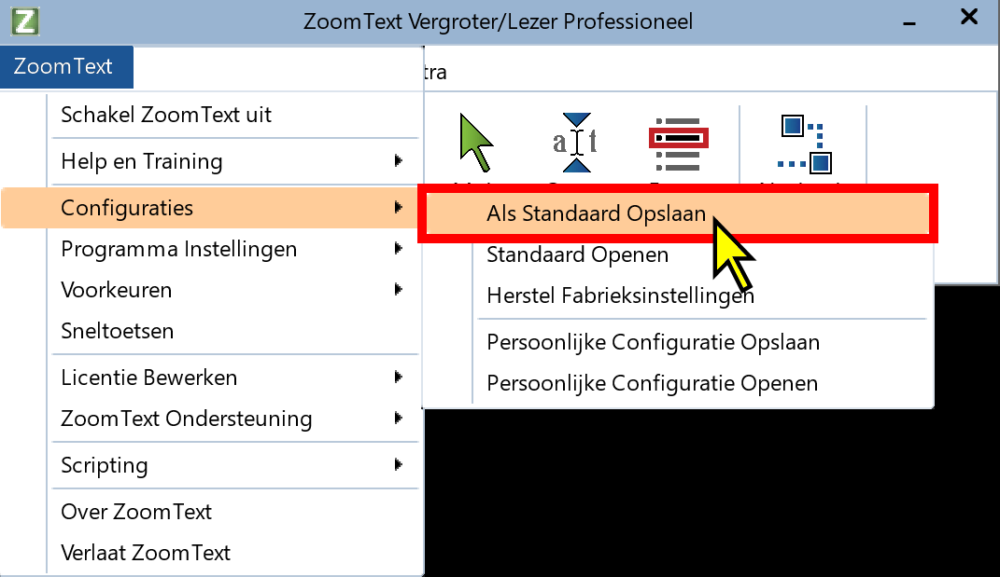 Z
ZoomText Vergroter/Lezer Professioneel
ZoomText
tra
Schakel ZoomText uit
Help en Training
Configuraties
Programma Instellingen
Voorkeuren
Sneltoetsen
Licentie Bewerken
ZoomText Ondersteuning
Scripting
Over ZoomText
Verlaat ZoomText
a t
Als Standaard Opslaan
Standaard Openen
Herstel Fabrieksinstellingen
Persoonlijke Configuratie Opslaan
Persoonlijke Configuratie Openen